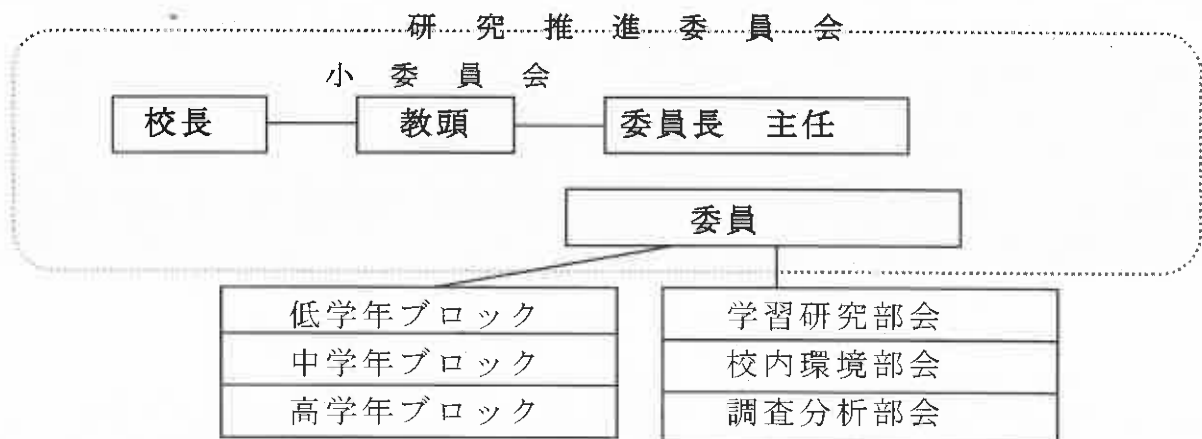 研究推進委員会
小委員会
校長 教頭 委員長 主任
委員
低学年ブロック 学習研究部会
中学年ブロック 校内環境部会
高学年ブロック 調査分析部会